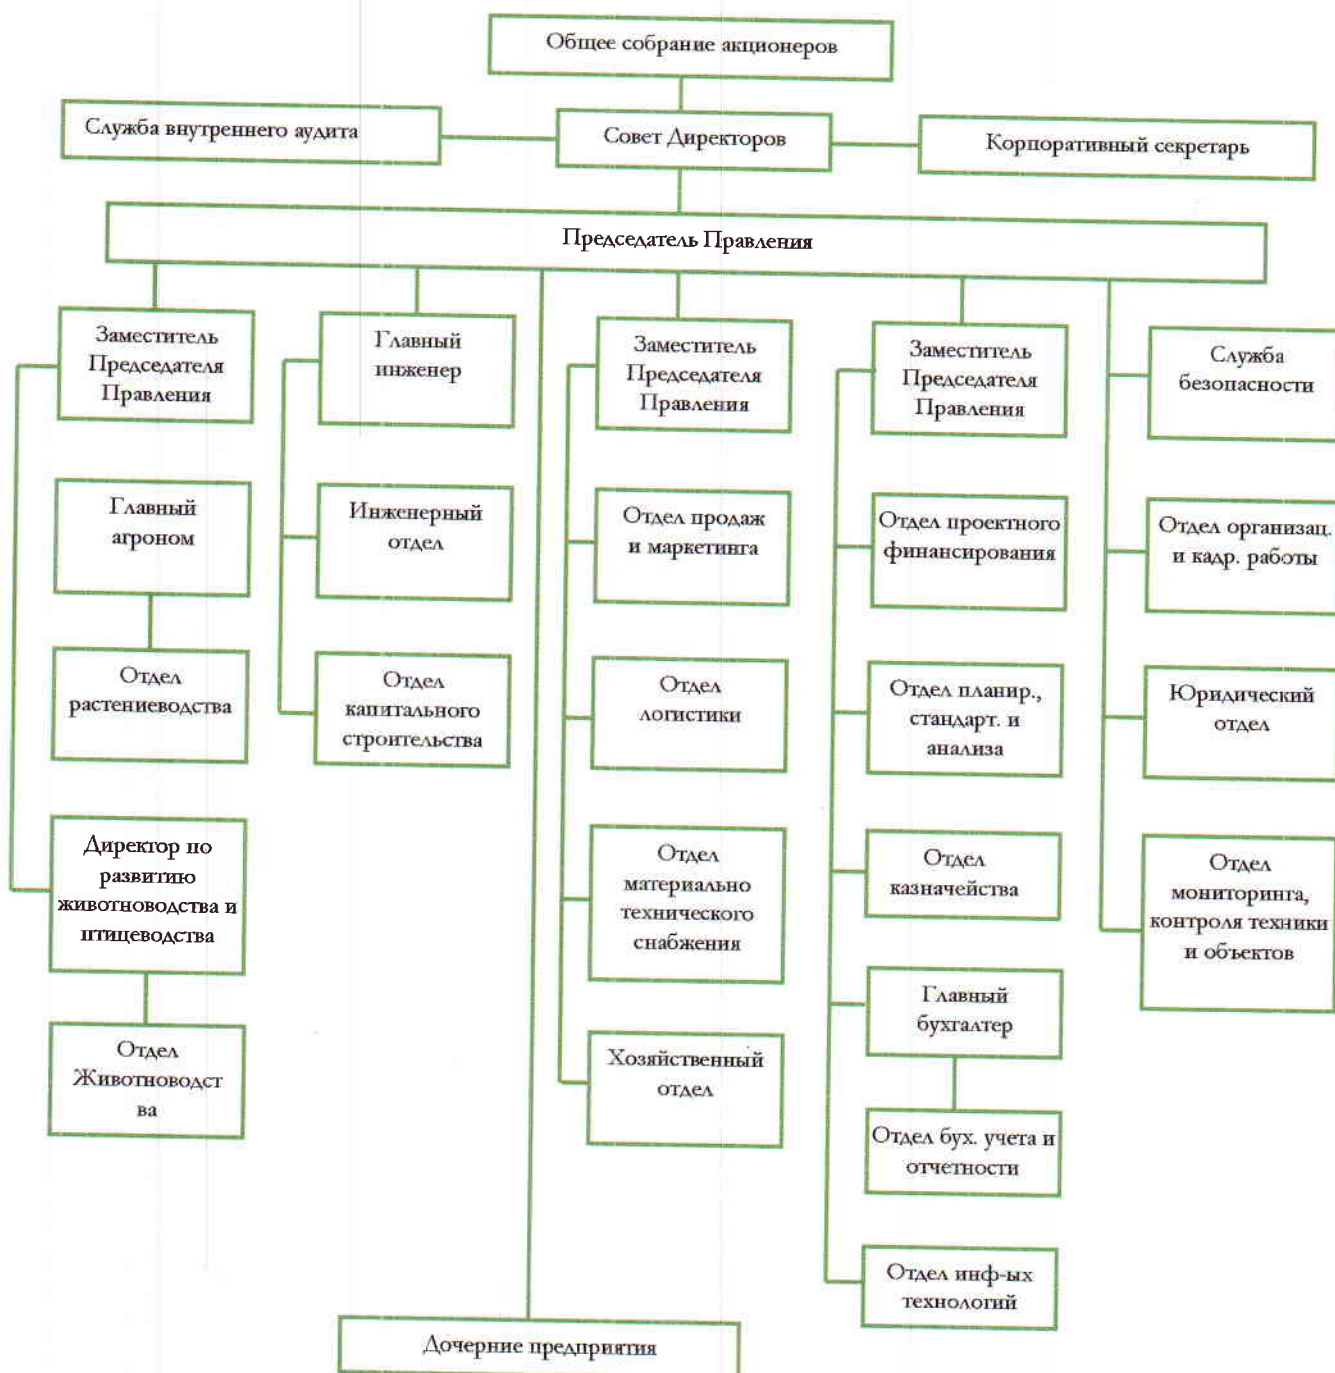 Общее собрание акционеров
Служба внутреннего аудита
Совет Директоров
Корпоративный секретарь
Председатель Правления
Заместитель
Председателя
Правления
Главный
агроном
Отдел
растениеводства
Директор по
развитию
животноводства и
птицеводства
Отдел
Животноводст
ва
Главный
инженер
Инженерный
отдел
Отдел
капитального
строительства
Заместитель
Председателя
Правления
Отдел продаж
и маркетинга
Отдел
логистики
Отдел
материально
технического
снабжения
Хозяйственный
отдел
Заместитель
Председателя
Правления
Отдел проектного
финансирования
Отдел планир.,
стандарт. и
анализа
Отдел
казначейства
Главный
бухгалтер
Отдел бух. учета и
отчетности
Отдел инф-ых
технологий
Служба
безопасности
Отдел организац.
и кадр. работы
Юридический
отдел
Отдел
мониторинга,
контроля техники
и объектов
Дочерние предприятия